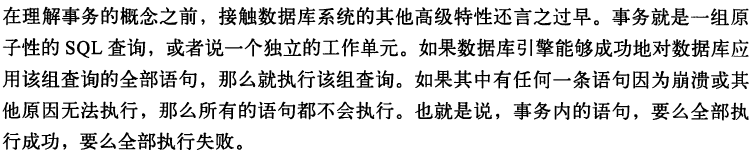 在理解事务的概念之前，接触数据库系统的其他高级特性还言之过早。事务就是一组原
子性的 SQL 查询，或者说一个独立的工作单元。如果数据库引擎能够成功地对数据库应
用该组查询的全部语句，那么就执行该组查询。如果其中有任何一条语句因为崩溃或其
他原因无法执行，那么所有的语句都不会执行。也就是说，事务内的语句，要么全部执
行成功，要么全部执行失败。